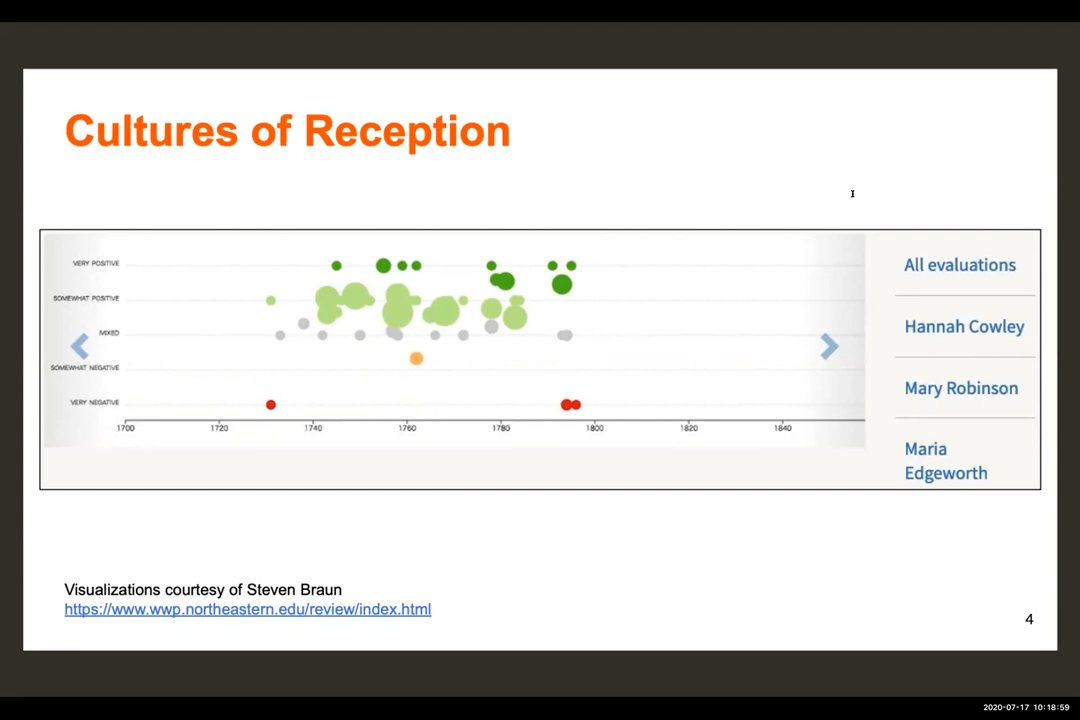 Cultures of Reception
VERY POSITIVE
SOMEWHAT POSITIVE
MIXED
SOMEWHAT NEGATIVE
VERY NEGATIVE
1700 1720 1740 1760 1780 1800 1820 1840
All evaluations
Hannah Cowley
Mary Robinson
Maria
Edgeworth
Visualizations courtesy of Steven Braun
https://www.wwp.northeastern.edu/review/index.html
4
2020-07-17 10:18:59